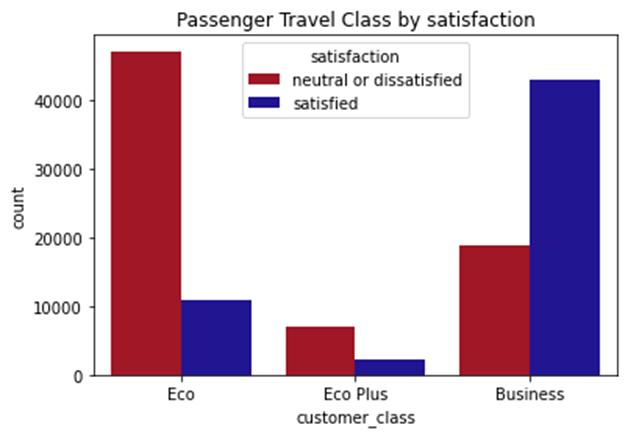 Passenger Travel Class by satisfaction
satisfaction
neutral or dissatisfied
satisfied
count
40000
30000
20000
10000
0
Eco
Eco Plus
Business
customer_class